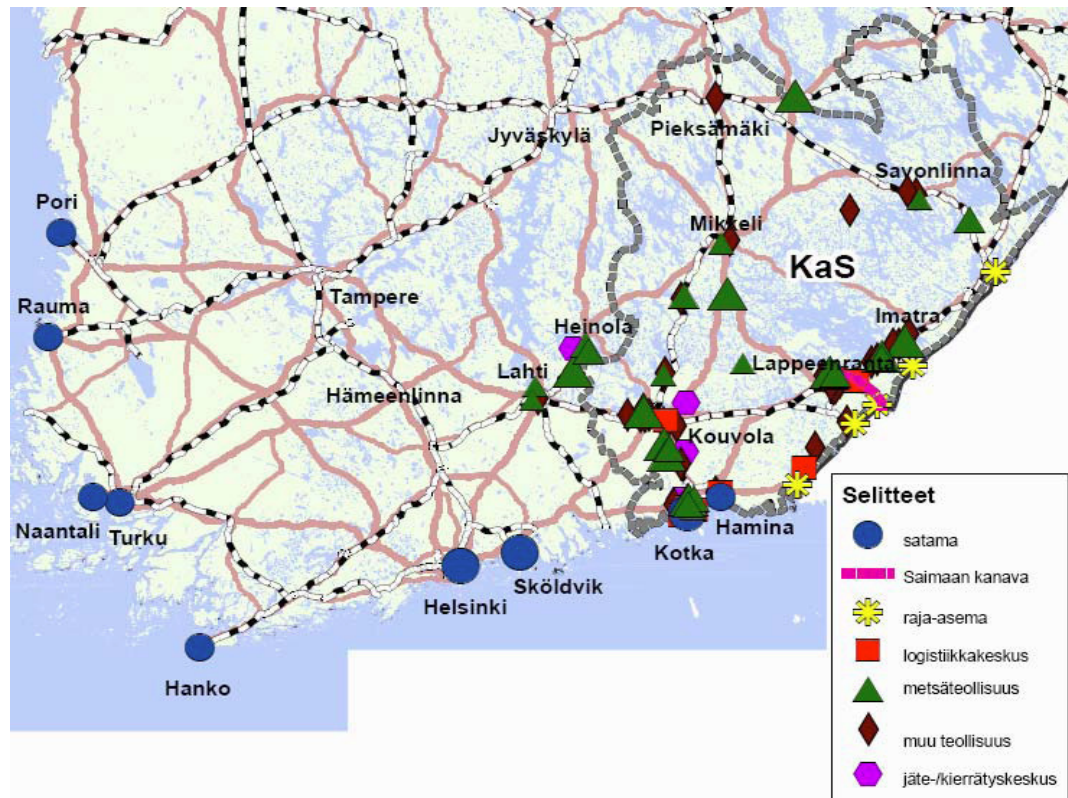 Jyväskylä
Pieksämäki
Savonlinna
Pori
Mikkeli
KaS
Tampere
Rauma
Imatra
Heinola
Lahti
Lappeenranta
Hämeenlinna
Kouvola
Naantali
Turku
Hamina
Kotka
Sköldvik
Helsinki
Hanko
Selitteet
satama
Saimaan kanava
raja-asema
logistiikkakeskus
metsäteollisuus
muu teollisuus
jäte-/kierrätyskeskus